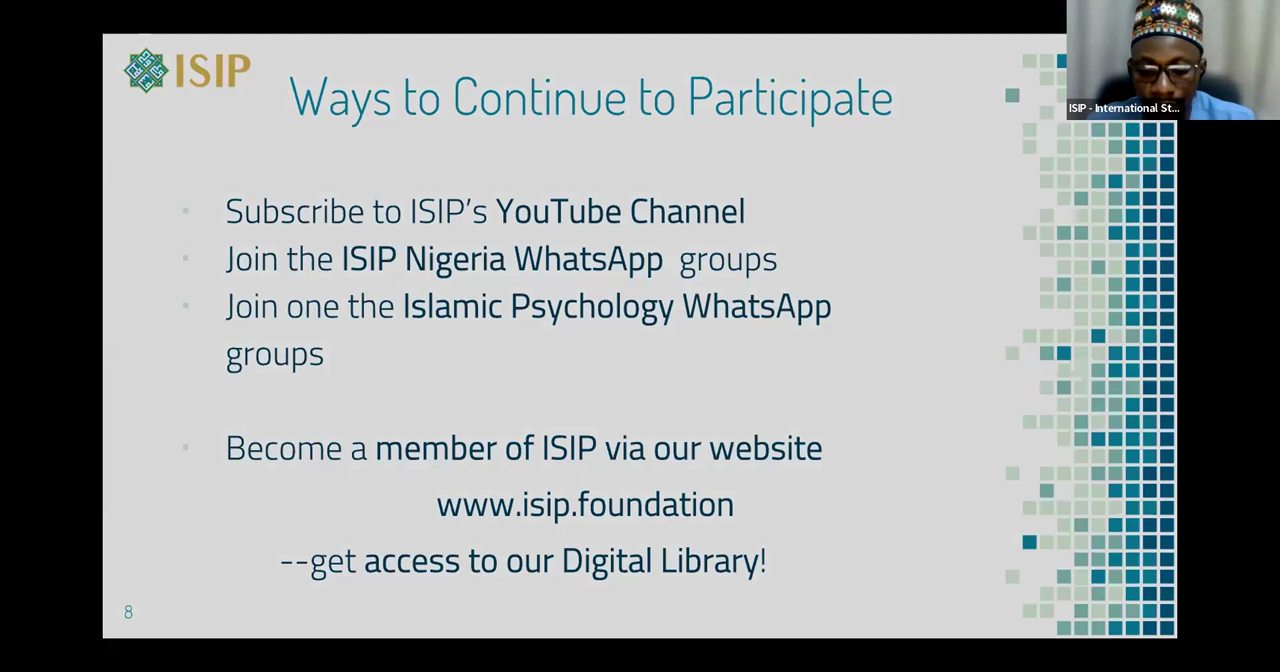 ISIP
Ways to Continue to Participate
ISIP - International St...
Subscribe to ISIP’s YouTube Channel
Join the ISIP Nigeria WhatsApp groups
Join one the Islamic Psychology WhatsApp
groups
Become a member of ISIP via our website
www.isip.foundation
--get access to our Digital Library!
8